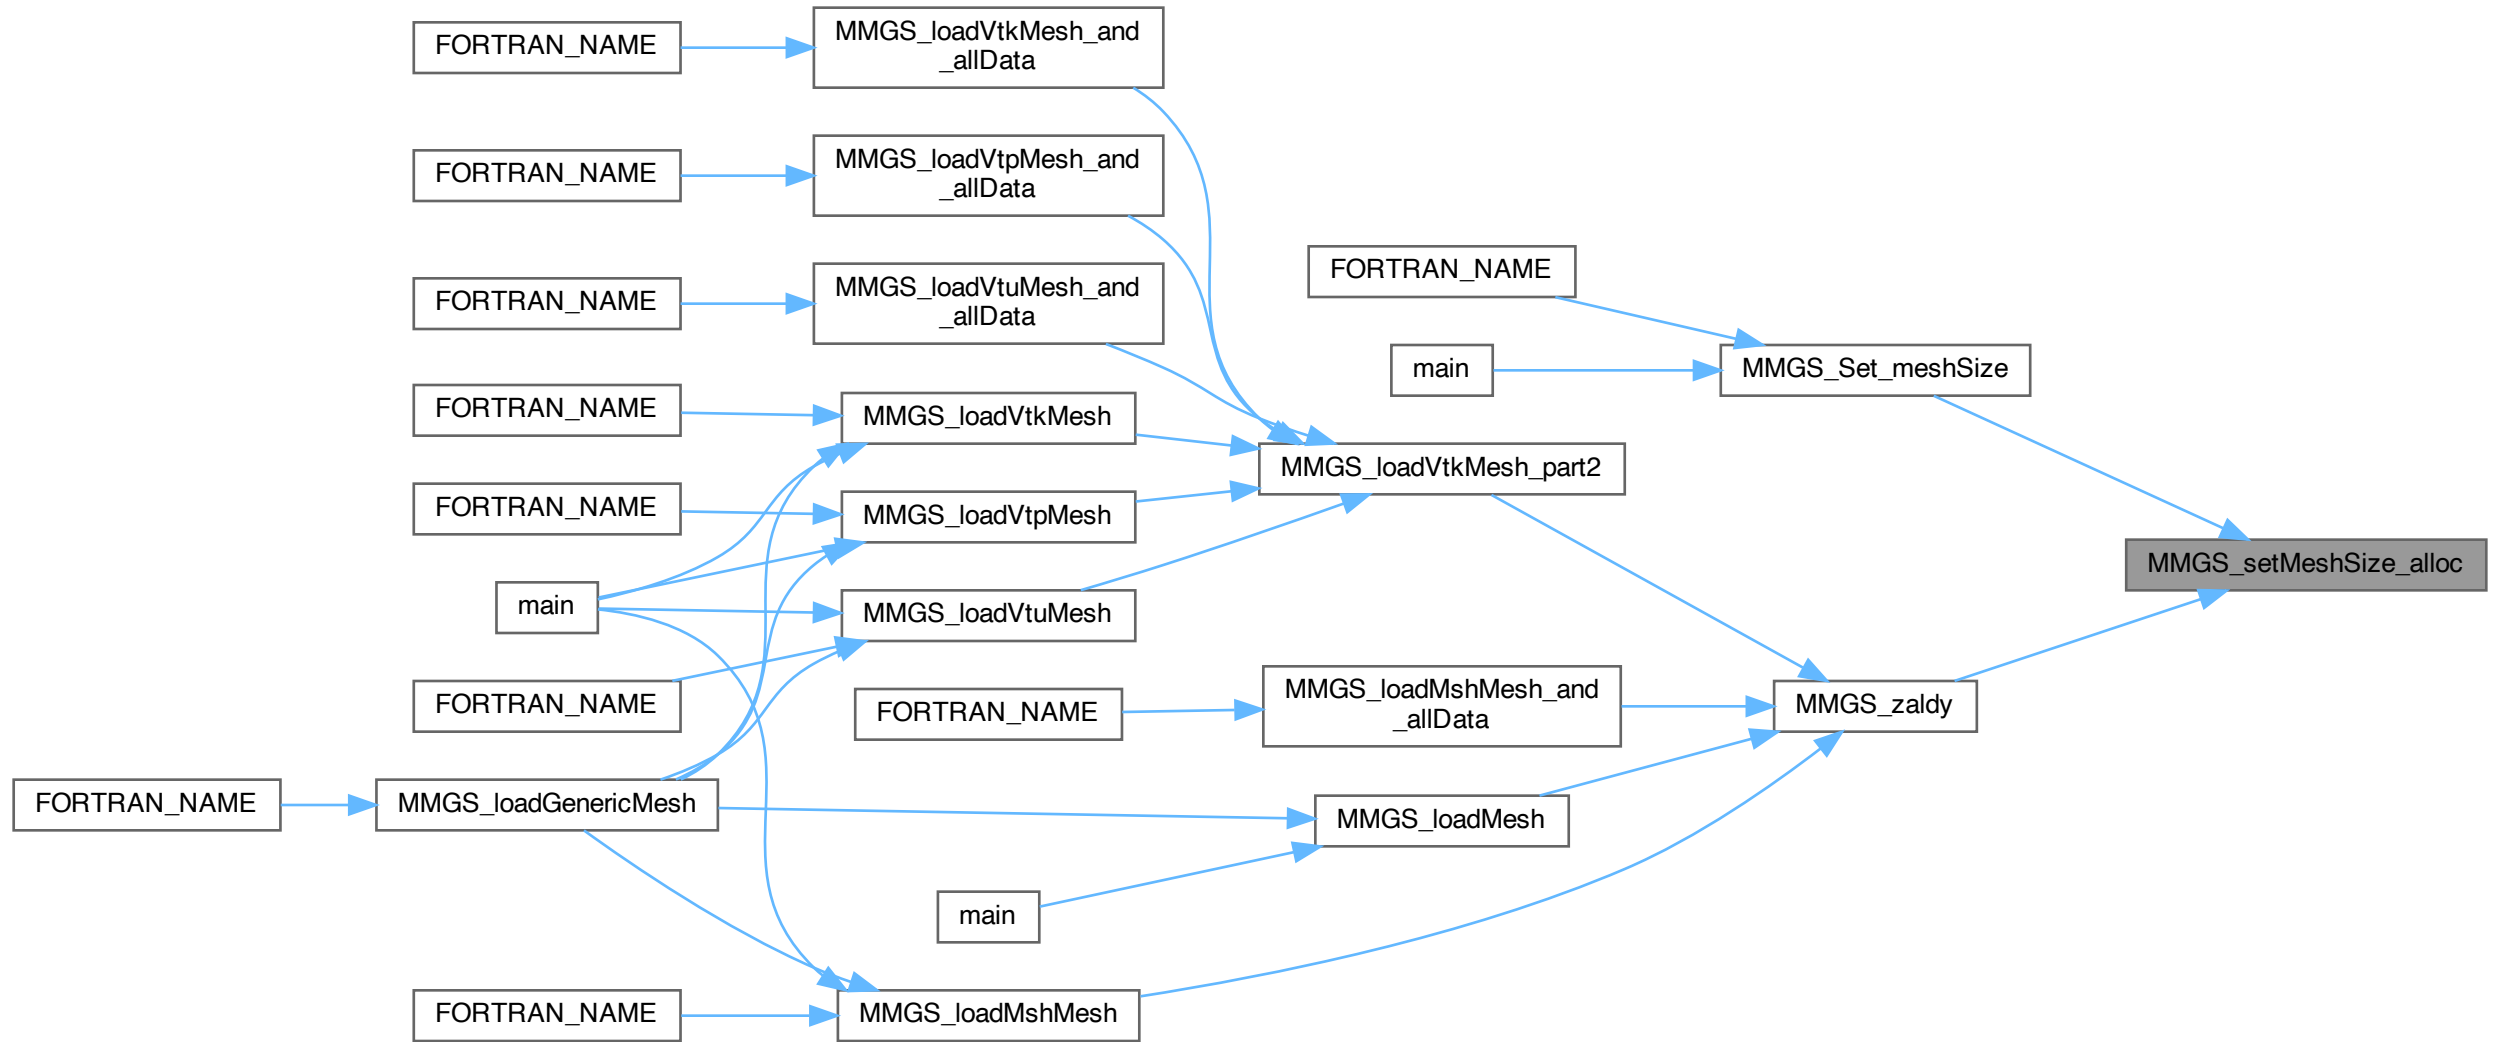 FORTRAN_NAME
MMGS_loadVtkMesh_and
_allData
FORTRAN_NAME
MMGS_loadVtpMesh_and
_allData
FORTRAN_NAME
MMGS_loadVtuMesh_and
_allData
FORTRAN_NAME
main
MMGS_Set_meshSize
FORTRAN_NAME
MMGS_loadVtkMesh
MMGS_loadVtkMesh_part2
FORTRAN_NAME
MMGS_loadVtpMesh
MMGS_setMeshSize_alloc
main
MMGS_loadVtuMesh
FORTRAN_NAME
FORTRAN_NAME
MMGS_loadMshMesh_and
_allData
MMGS_zaldy
FORTRAN_NAME
MMGS_loadGenericMesh
MMGS_loadMesh
main
FORTRAN_NAME
MMGS_loadMshMesh